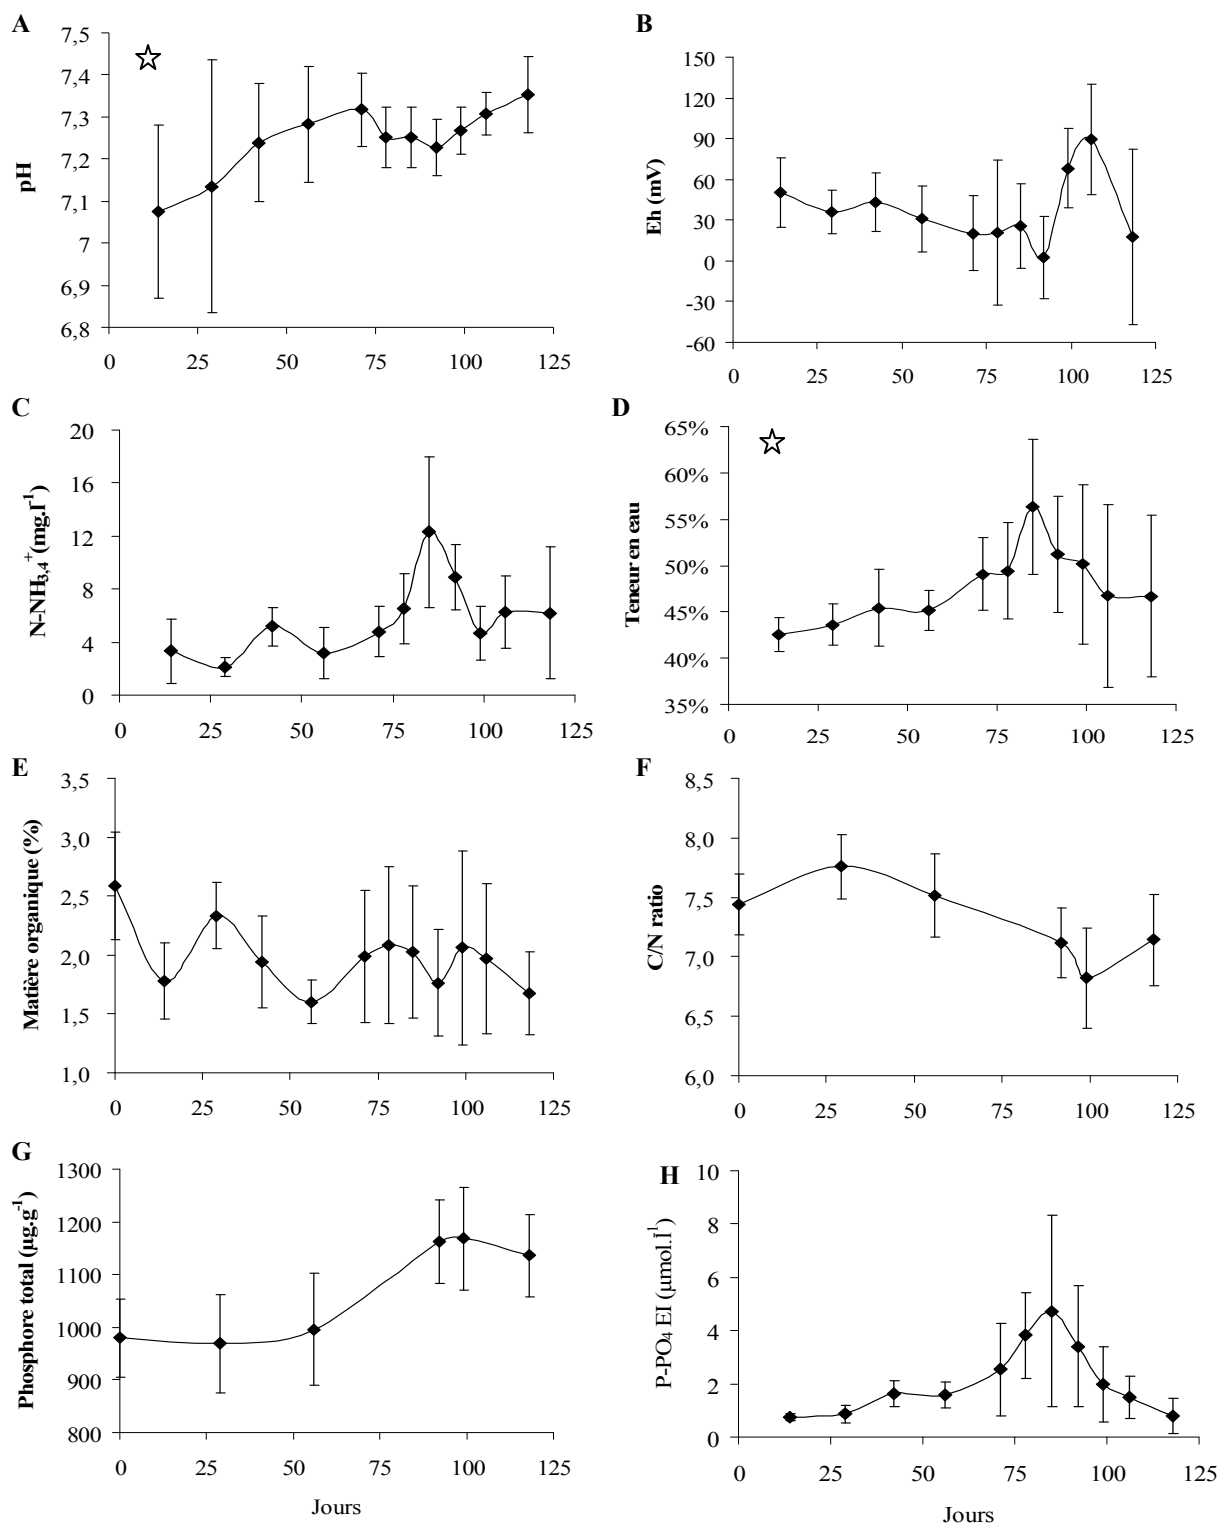 A
7,5
7,4
7,3
7,2
7,1
7
6,9
6,8
pH
0 25 50 75 100 125
B
150
120
90
60
30
0
-30
-60
Eh (mV)
0 25 50 75 100 125
C
20
16
12
8
4
0
N-NH3,4+(mg.l-1)
0 25 50 75 100 125
D
65%
60%
55%
50%
45%
40%
35%
Teneur en eau
0 25 50 75 100 125
E
3,5
3,0
2,5
2,0
1,5
1,0
Matière organique (%)
0 25 50 75 100 125
F
8,5
8,0
7,5
7,0
6,5
6,0
C/N ratio
0 25 50 75 100 125
G
1300
1200
1100
1000
900
800
Phosphore total (µg.g-1)
0 25 50 75 100 125
Jours
H
10
8
6
4
2
0
P-PO4 EI (µmol.l1)
0 25 50 75 100 125
Jours